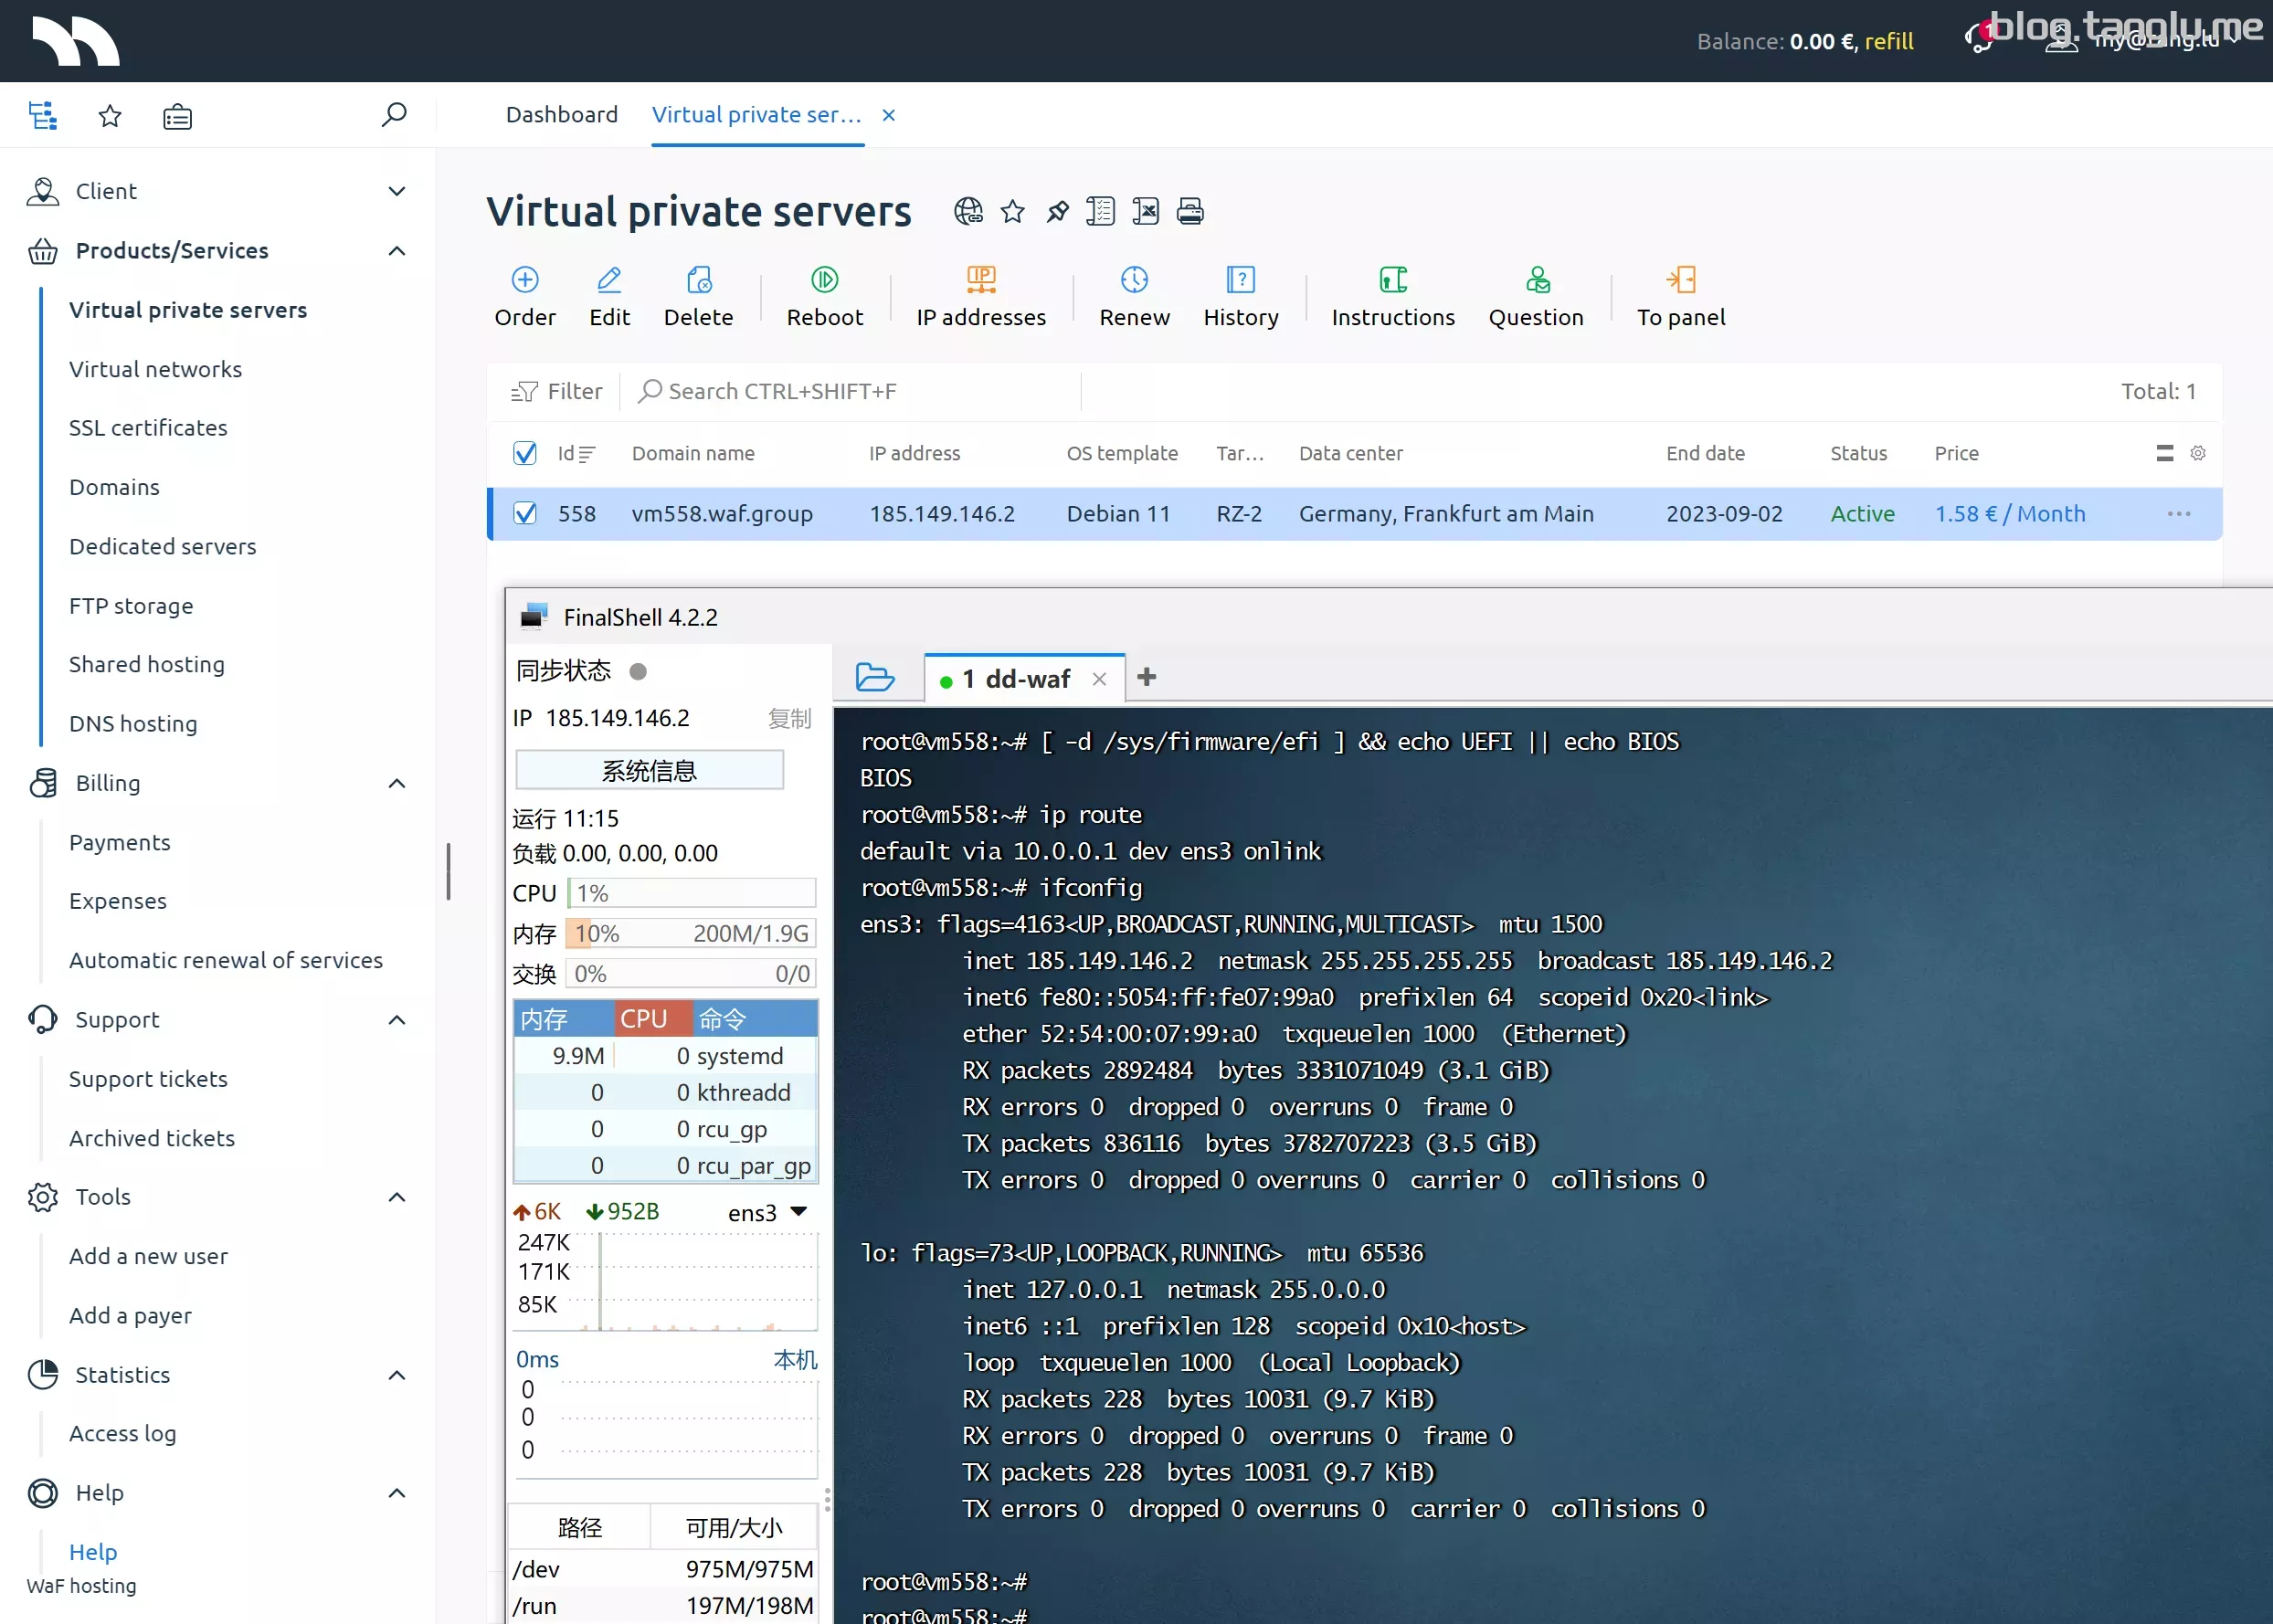 Balance: 0.00 €, refill
1
blog.tanglu.me
my@tang.lu
Dashboard
Virtual private ser...
Client
Products/Services
Virtual private servers
Virtual networks
SSL certificates
Domains
Dedicated servers
FTP storage
Shared hosting
DNS hosting
Billing
Payments
Expenses
Automatic renewal of services
Support
Support tickets
Archived tickets
Tools
Add a new user
Add a payer
Statistics
Access log
Help
Help
WaF hosting
Virtual private servers
Order Edit Delete Reboot IP addresses Renew History Instructions Question To panel
Filter Search CTRL+SHIFT+F Total: 1
Id Domain name IP address OS template Tar... Data center End date Status Price
558 vm558.waf.group 185.149.146.2 Debian 11 RZ-2 Germany, Frankfurt am Main 2023-09-02 Active 1.58 € / Month
FinalShell 4.2.2
同步状态
IP 185.149.146.2 复制
系统信息
运行 11:15
负载 0.00, 0.00, 0.00
CPU 1%
内存 10% 200M/1.9G
交换 0% 0/0
内存 CPU 命令
9.9M 0 systemd
0 0 kthreadd
0 0 rcu_gp
0 0 rcu_par_gp
6K 952B ens3
247K
171K
85K
0ms 本机
0
0
0
路径 可用/大小
/dev 975M/975M
/run 197M/198M
1 dd-waf
root@vm558:~# [ -d /sys/firmware/efi ] && echo UEFI || echo BIOS
BIOS
root@vm558:~# ip route
default via 10.0.0.1 dev ens3 onlink
root@vm558:~# ifconfig
ens3: flags=4163<UP,BROADCAST,RUNNING,MULTICAST>  mtu 1500
inet 185.149.146.2  netmask 255.255.255.255  broadcast 185.149.146.2
inet6 fe80::5054:ff:fe07:99a0  prefixlen 64  scopeid 0x20<link>
ether 52:54:00:07:99:a0  txqueuelen 1000  (Ethernet)
RX packets 2892484  bytes 3331071049 (3.1 GiB)
RX errors 0  dropped 0  overruns 0  frame 0
TX packets 836116  bytes 3782707223 (3.5 GiB)
TX errors 0  dropped 0 overruns 0  carrier 0  collisions 0
lo: flags=73<UP,LOOPBACK,RUNNING>  mtu 65536
inet 127.0.0.1  netmask 255.0.0.0
inet6 ::1  prefixlen 128  scopeid 0x10<host>
loop  txqueuelen 1000  (Local Loopback)
RX packets 228  bytes 10031 (9.7 KiB)
RX errors 0  dropped 0  overruns 0  frame 0
TX packets 228  bytes 10031 (9.7 KiB)
TX errors 0  dropped 0 overruns 0  carrier 0  collisions 0
root@vm558:~#
root@vm558:~#